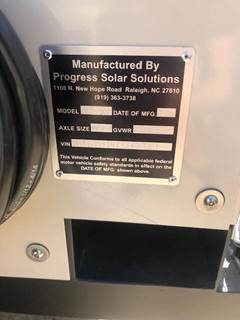 Manufactured By
Progress Solar Solutions
1108 N. New Hope Road Raleigh, NC 27610
(919) 363-3738
MODEL DATE OF MFG
AXLE SIZE GVWR
VIN
This Vehicle Conforms to all applicable federal
motor vehicle safety standards in effect on the
DATE OF MFG shown above.